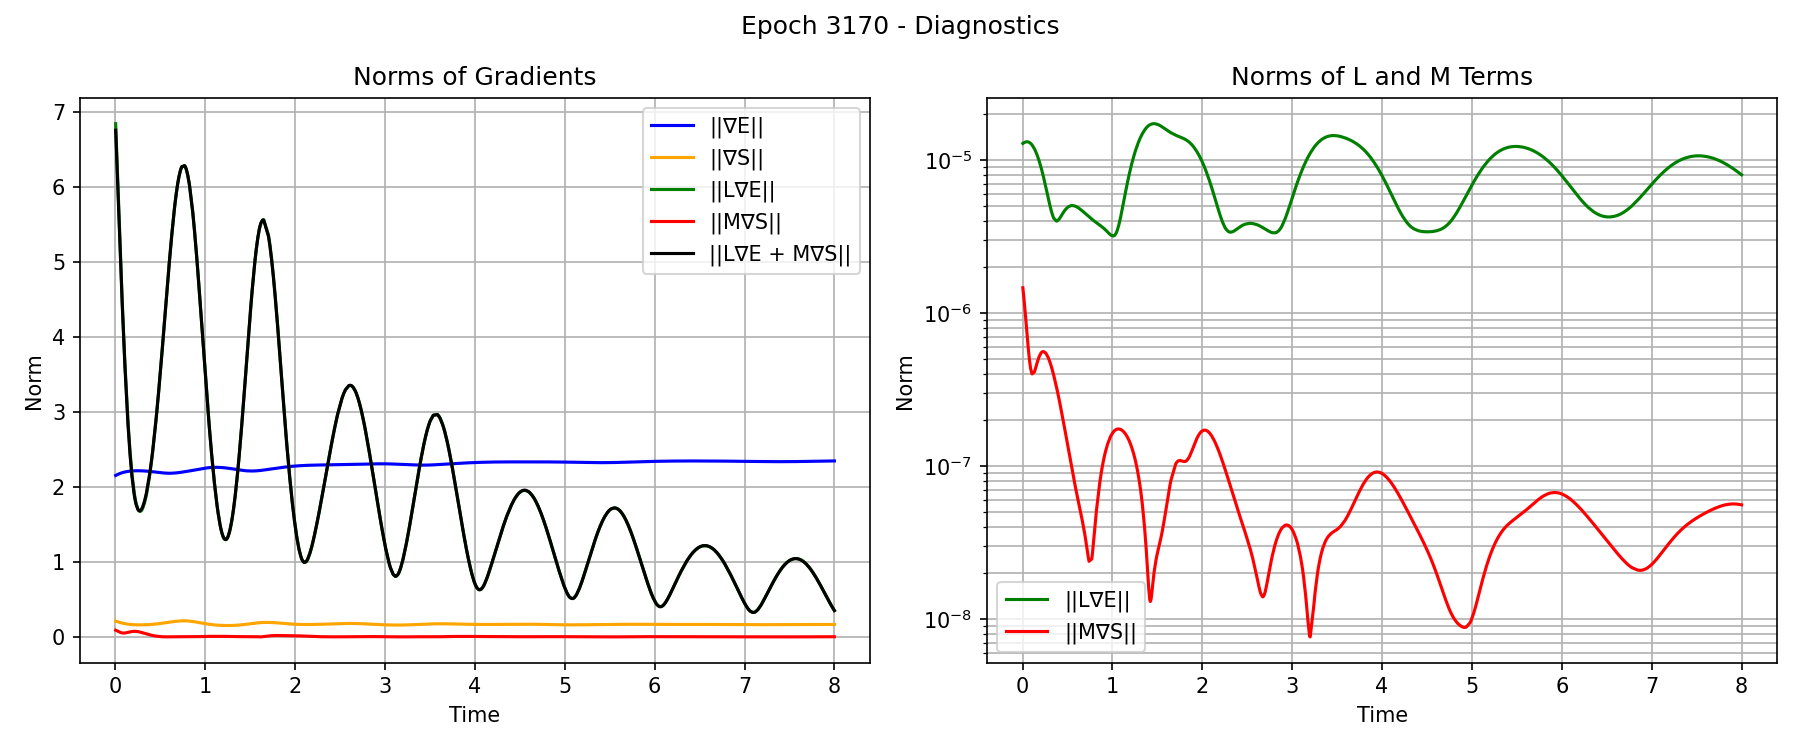 Epoch 3170 - Diagnostics
Norms of Gradients
Norm
7
6
5
4
3
2
1
0
||∇E||
||∇S||
||L∇E||
||M∇S||
||L∇E + M∇S||
0 1 2 3 4 5 6 7 8
Time
Norms of L and M Terms
Norm
10⁻⁵
10⁻⁶
10⁻⁷
10⁻⁸
||L∇E||
||M∇S||
0 1 2 3 4 5 6 7 8
Time